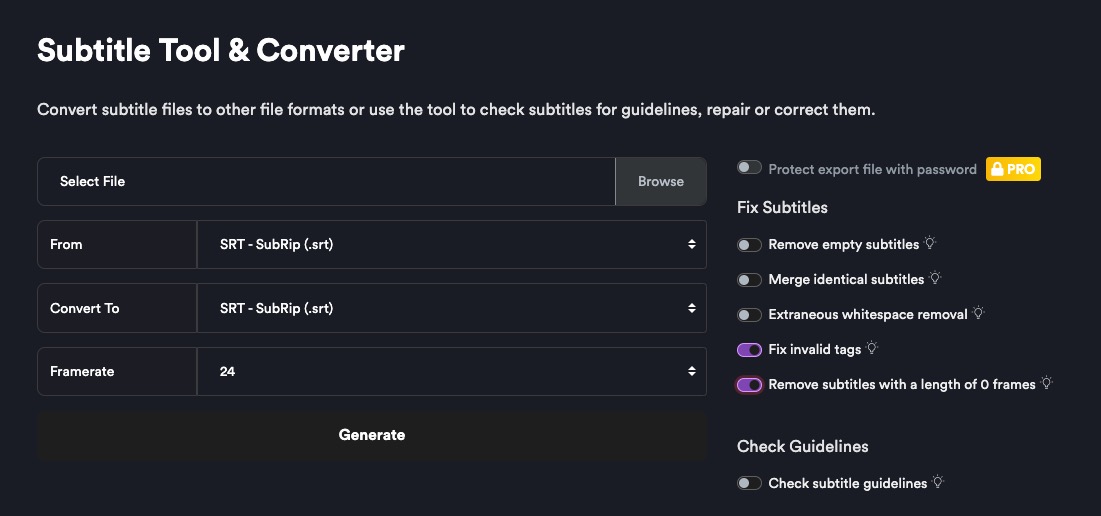 Subtitle Tool & Converter
Convert subtitle files to other file formats or use the tool to check subtitles for guidelines, repair or correct them.
Select File
Browse
From
SRT - SubRip (.srt)
Convert To
SRT - SubRip (.srt)
Framerate
24
Generate
Protect export file with password
PRO
Fix Subtitles
Remove empty subtitles
Merge identical subtitles
Extraneous whitespace removal
Fix invalid tags
Remove subtitles with a length of 0 frames
Check Guidelines
Check subtitle guidelines